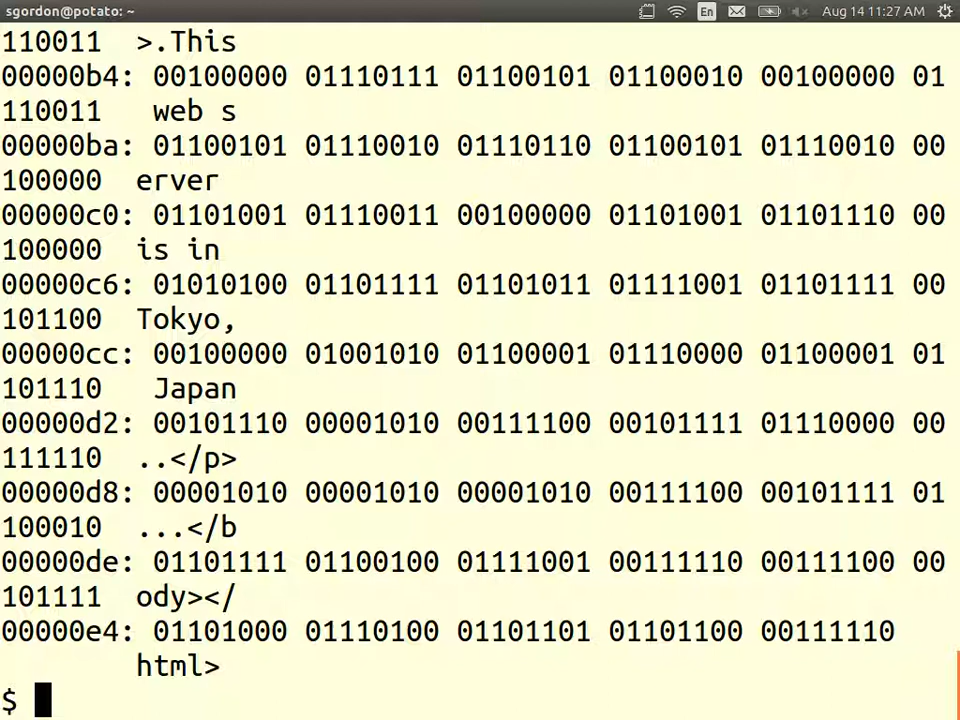 sgordon@potato: ~ En Aug 14 11:27 AM
110011  >.This
00000b4: 00100000 01110111 01100101 01100010 00100000 01
110011   web s
00000ba: 01100101 01110010 01110110 01100101 01110010 00
100000  erver
00000c0: 01101001 01110011 00100000 01101001 01101110 00
100000  is in
00000c6: 01010100 01101111 01101011 01111001 01101111 00
101100  Tokyo,
00000cc: 00100000 01001010 01100001 01110000 01100001 01
101110   Japan
00000d2: 00101110 00001010 00111100 00101111 01110000 00
111110  ..</p>
00000d8: 00001010 00001010 00001010 00111100 00101111 01
100010  ...</b
00000de: 01101111 01100100 01111001 00111110 00111100 00
101111  ody></
00000e4: 01101000 01110100 01101101 01101100 00111110
        html>
$